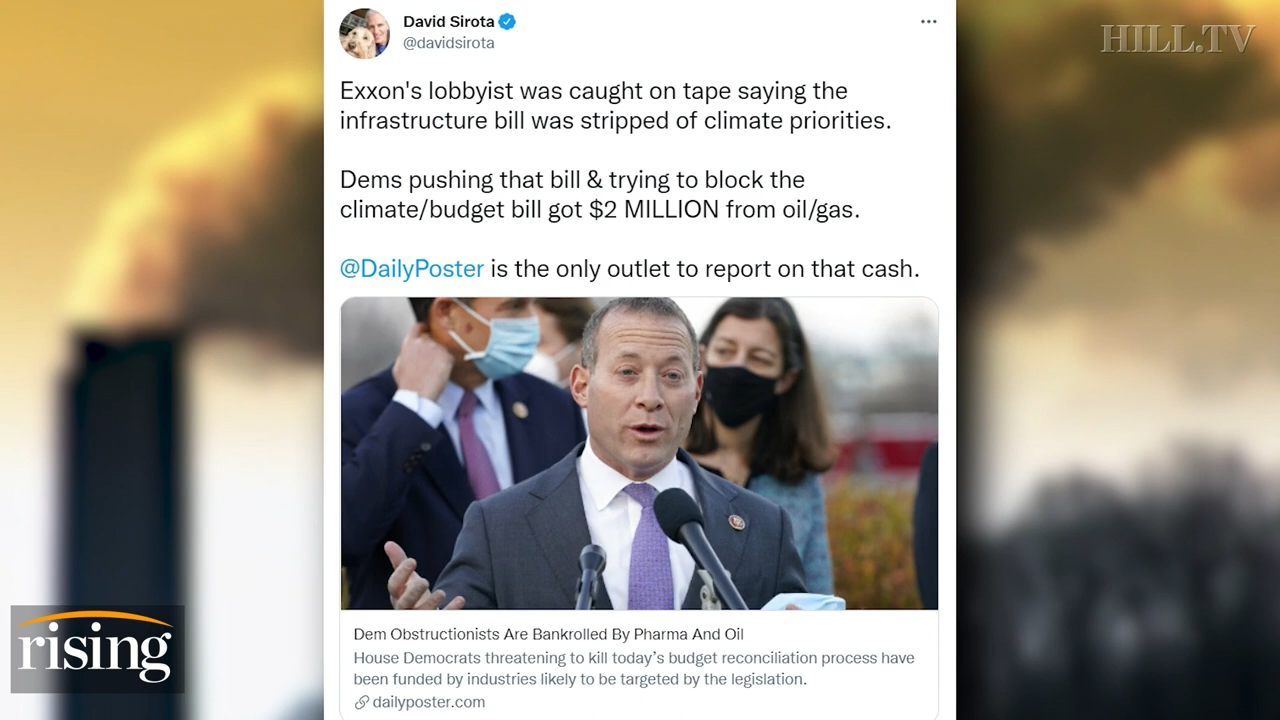 David Sirota
@davidsirota
HILL.TV
Exxon's lobbyist was caught on tape saying the
infrastructure bill was stripped of climate priorities.
Dems pushing that bill & trying to block the
climate/budget bill got $2 MILLION from oil/gas.
@DailyPoster is the only outlet to report on that cash.
Dem Obstructionists Are Bankrolled By Pharma And Oil
House Democrats threatening to kill today’s budget reconciliation process have
been funded by industries likely to be targeted by the legislation.
dailyposter.com
rising